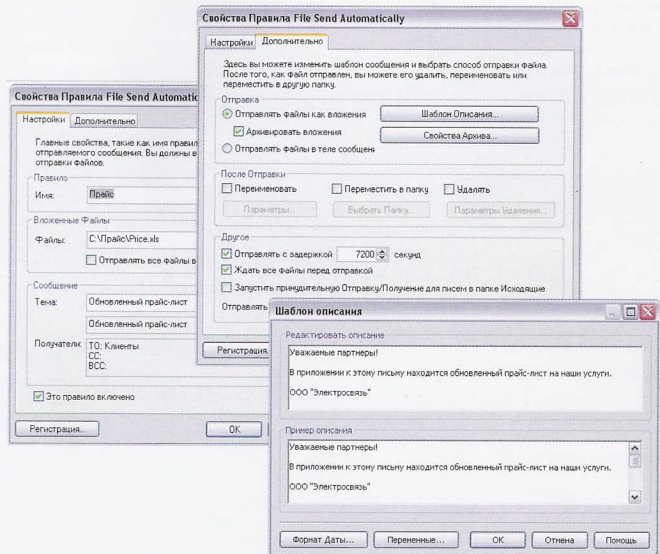 Свойства Правила File Send Automatically
Настройки Дополнительно
Здесь вы можете изменить шаблон сообщения и выбрать способ отправки файла.
После того, как файл отправлен, вы можете его удалить, переименовать или
переместить в другую папку.
Отправка
Отправлять файлы как вложения Шаблон Описания...
Архивировать вложения Свойства Архива...
Отправлять файлы в теле сообщени
После Отправки
Переименовать Переместить в папку Удалять
Параметры... Выбрать Папку... Параметры Удаления...
Другое
Отправлять с задержкой 7200 секунд
Ждать все файлы перед отправкой
Запустить принудительную Отправку/Получение для писем в папке Исходящие
Отправлять
Регистрация
Свойства Правила File Send Automatic
Настройки Дополнительно
Главные свойства, такие как имя правил
отправляемого сообщения. Вы должны в
отправки файлов.
Правило
Имя: Прайс
Вложенные Файлы
Файлы: C:\Прайс\Price.xls
Отправлять все файлы в
Сообщение
Тема: Обновленный прайс-лист
Обновленный прайс-лист
Получатели: TO: Клиенты
CC:
BCC:
Это правило включено
Регистрация... OK
Шаблон описания
Редактировать описание
Уважаемые партнеры!
В приложении к этому письму находится обновленный прайс-лист на наши услуги.
ООО "Электросвязь"
Пример описания
Уважаемые партнеры!
В приложении к этому письму находится обновленный прайс-лист на наши услуги.
ООО "Электросвязь"
Формат Даты... Переменные... OK Отмена Помощь